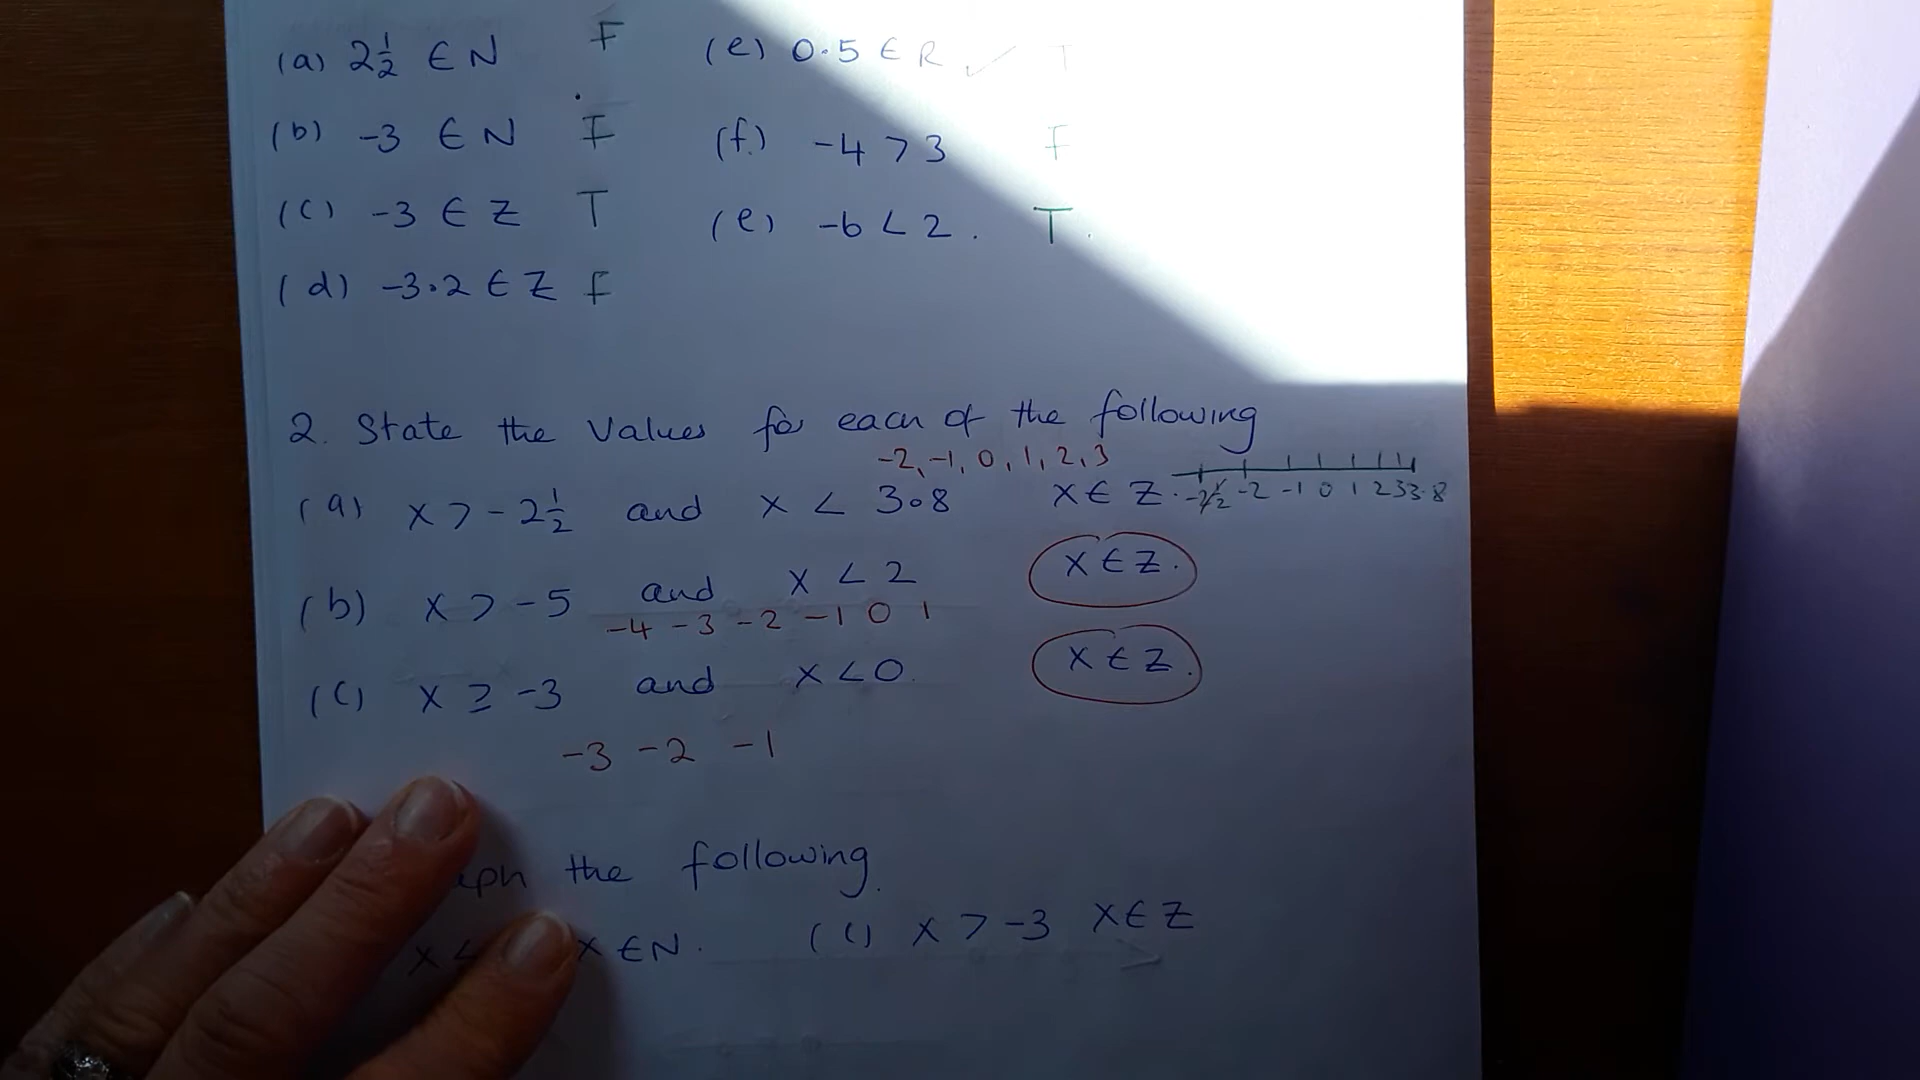 (a) 2½ ∈ N F (e) 0.5 ∈ R ✓ T
(b) -3 ∈ N F (f) -4 > 3 F
(c) -3 ∈ Z T (e) -6 < 2. T.
(d) -3.2 ∈ Z F
2. State the values for each of the following
-2, -1, 0, 1, 2, 3
(a) x > -2½ and x < 3.8 x ∈ Z. -2½ -2 -1 0 1 2 3 3.8
(b) x > -5 and x < 2 x ∈ Z.
-4 -3 -2 -1 0 1
(c) x ≥ -3 and x < 0. x ∈ Z.
-3 -2 -1
the following.
x < x ∈ N. (c) x > -3 x ∈ Z
>